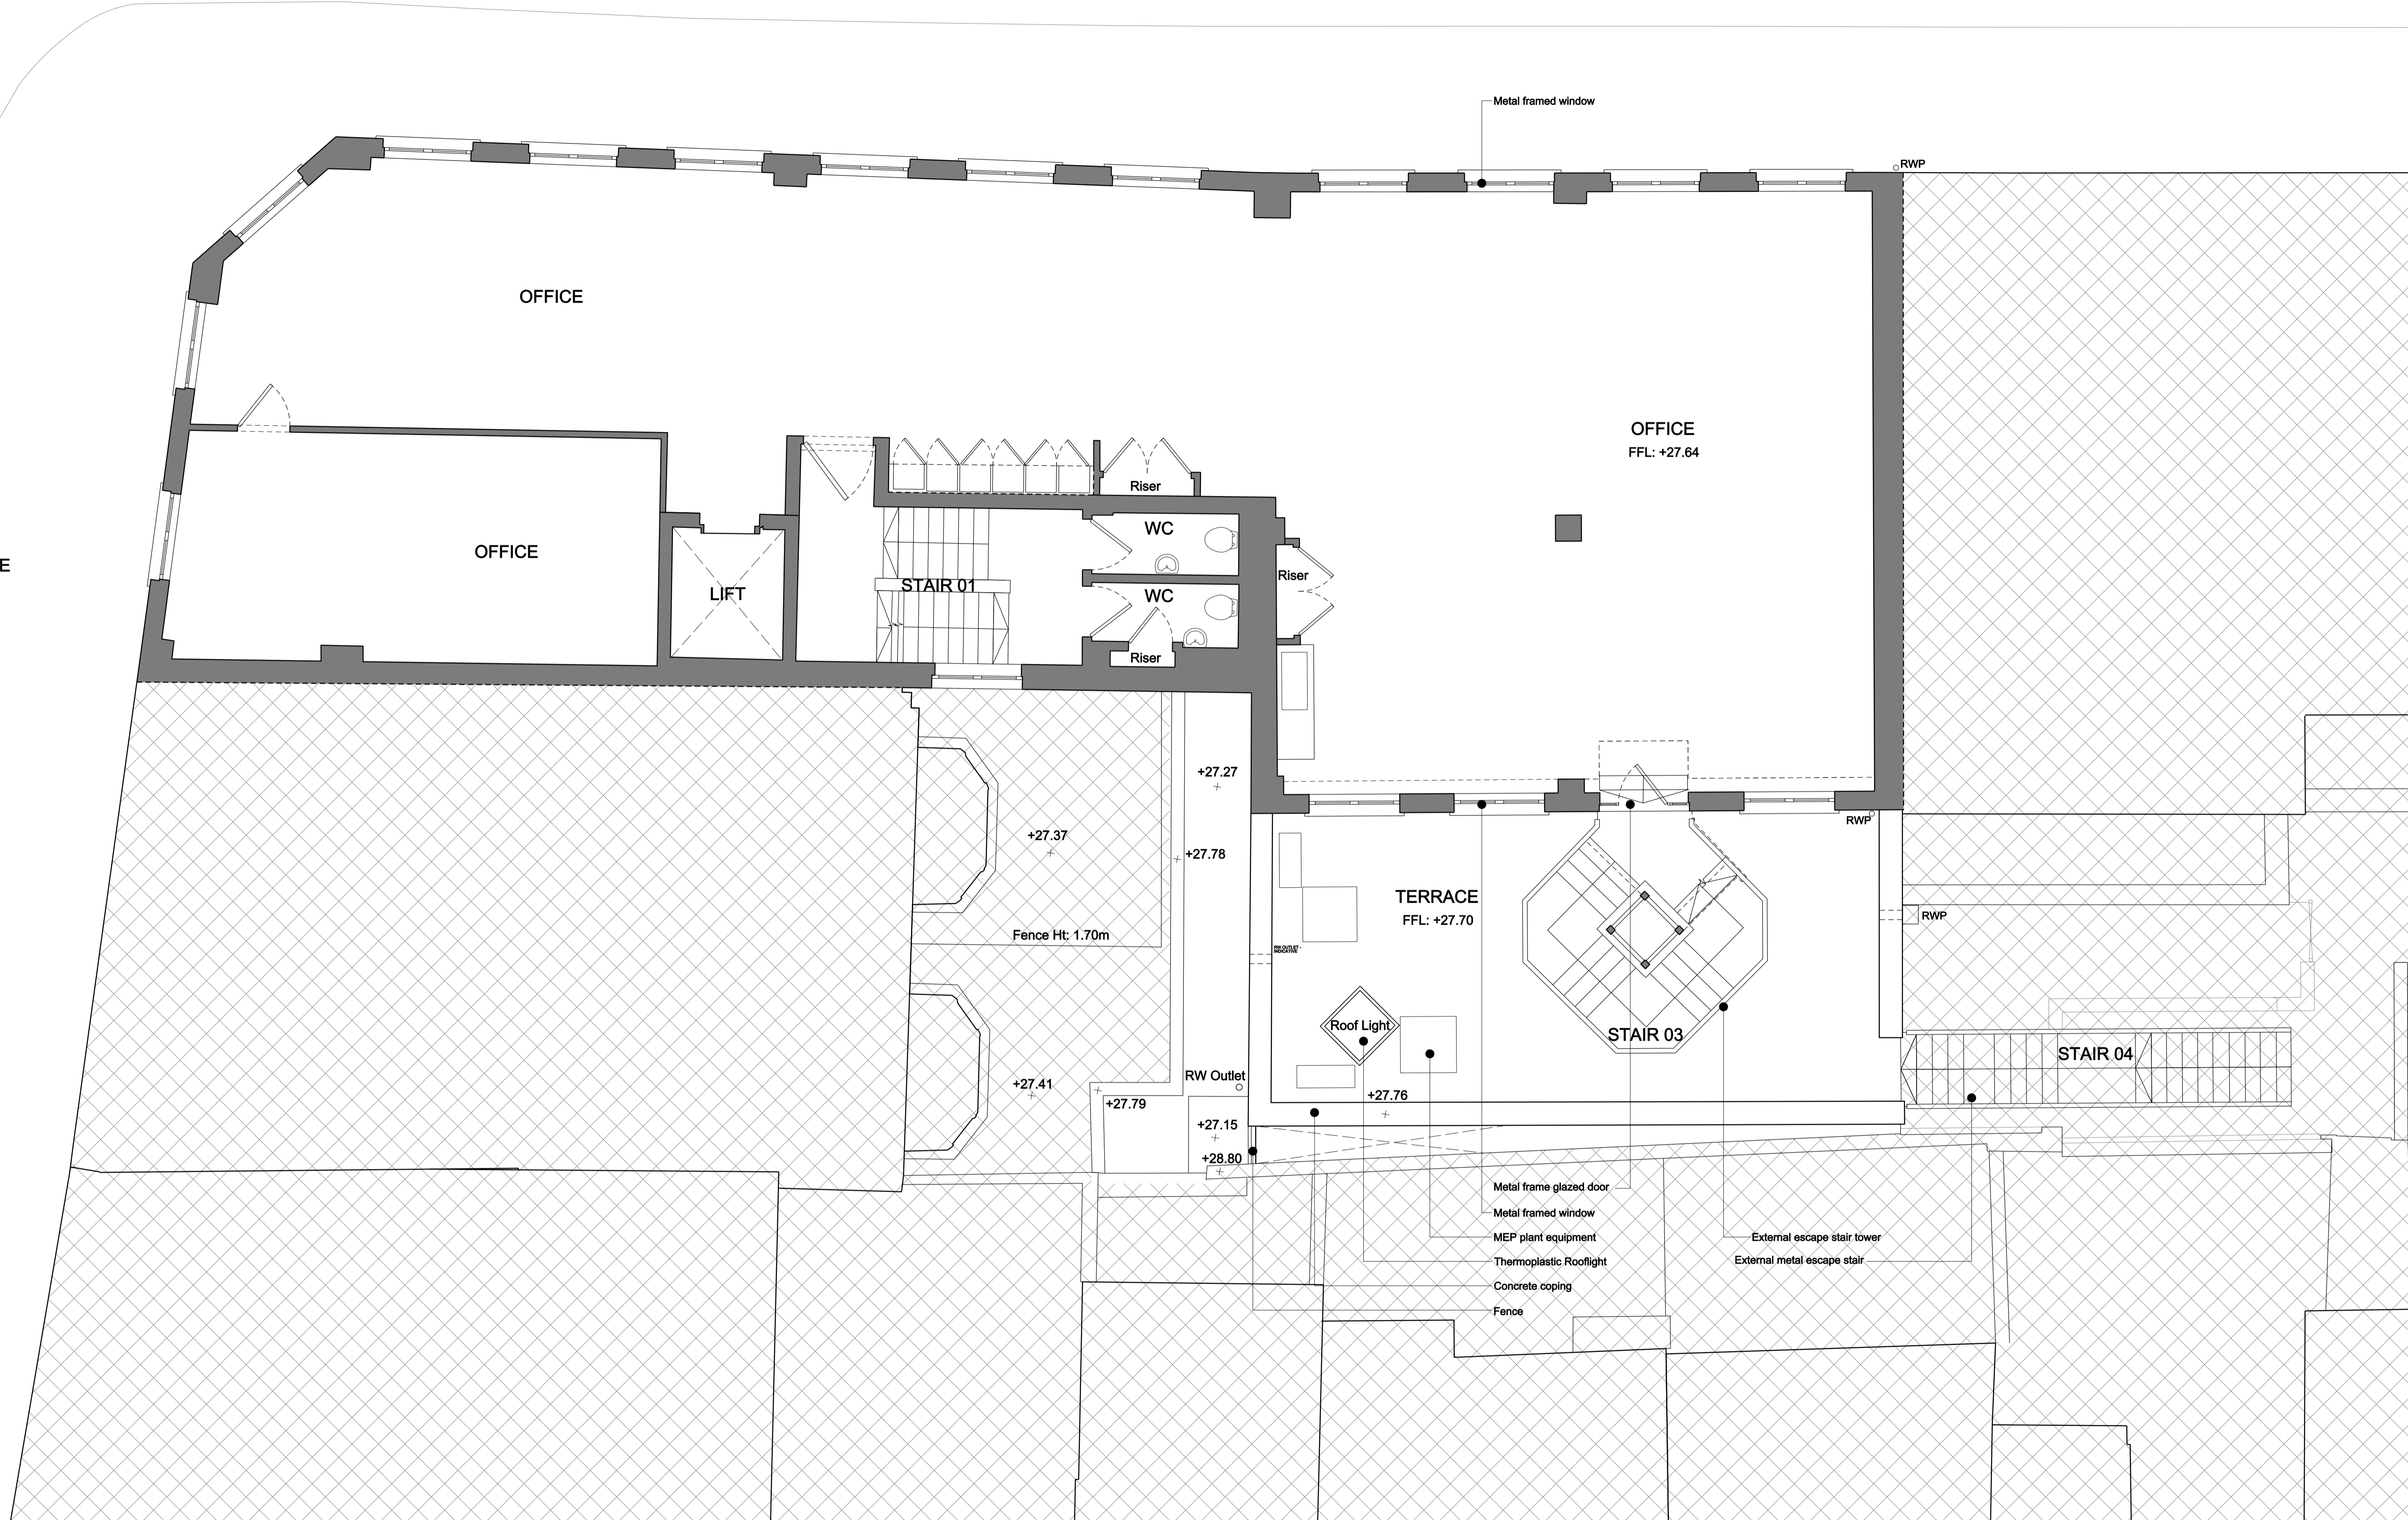 Metal framed window
RWP
OFFICE
OFFICE
FFL: +27.64
Riser
WC
OFFICE
E
Riser
STAIR 01
LIFT
WC
Riser
+27.27
RWP
+27.37
+27.78
TERRACE
FFL: +27.70
RWP
Fence Ht: 1.70m
RW OUTLET -
INDICATIVE
Roof Light
STAIR 03
STAIR 04
RW Outlet
+27.41
+27.76
+27.79
+27.15
+28.80
Metal frame glazed door
Metal framed window
MEP plant equipment
External escape stair tower
Thermoplastic Rooflight
External metal escape stair
Concrete coping
Fence